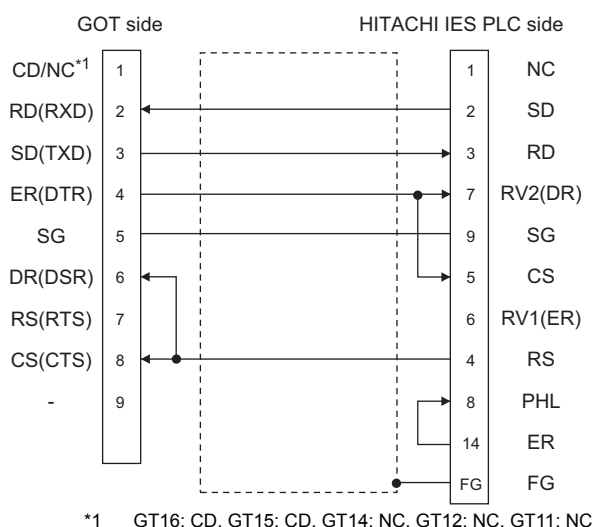 GOT side HITACHI IES PLC side
CD/NC*1 1 1 NC
RD(RXD) 2 2 SD
SD(TXD) 3 3 RD
ER(DTR) 4 7 RV2(DR)
SG 5 9 SG
DR(DSR) 6 5 CS
RS(RTS) 7 6 RV1(ER)
CS(CTS) 8 4 RS
- 9 8 PHL
14 ER
FG FG
*1 GT16: CD, GT15: CD, GT14: NC, GT12: NC, GT11: NC